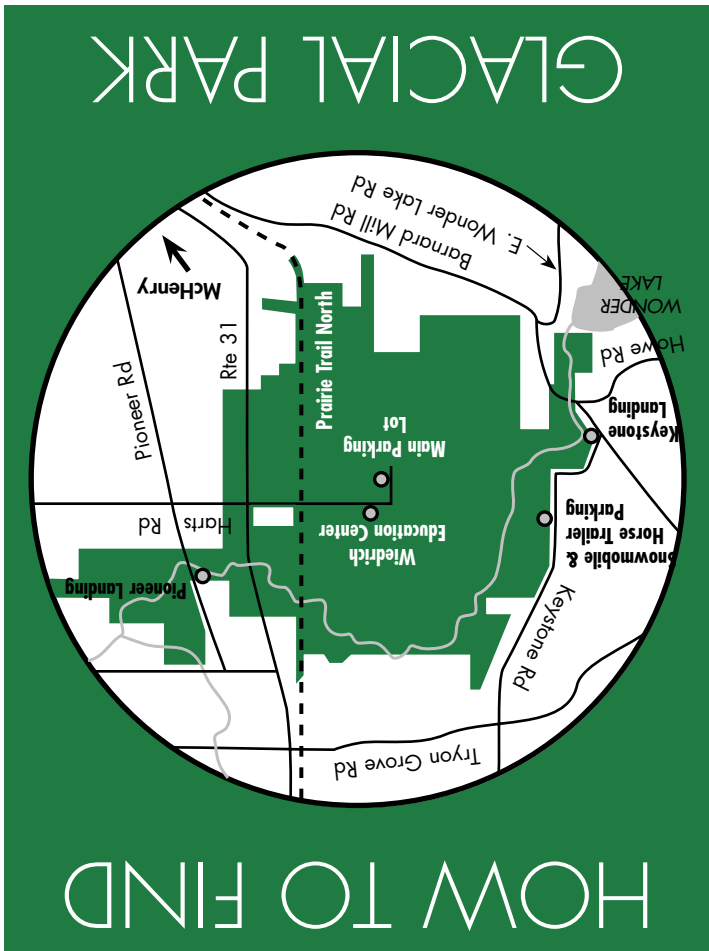 HOW TO FIND
Tryon Grove Rd
Keystone Rd
Snowmobile &
Horse Trailer
Parking
Pioneer Landing
Wiedrich
Education Center
Harts Rd
Main Parking
Lot
Keystone
Landing
Howe Rd
Pioneer Rd
Rte 31
Prairie Trail North
McHenry
WONDER
LAKE
Barnard Mill Rd
E. Wonder Lake Rd
GLACIAL PARK